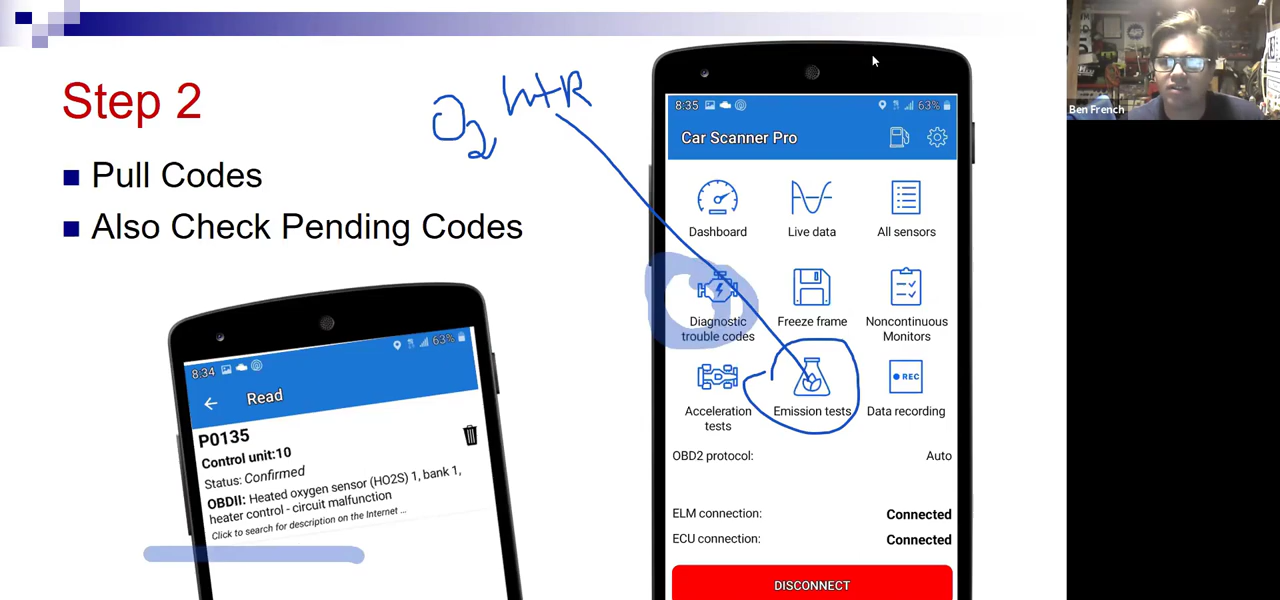 Step 2
Pull Codes
Also Check Pending Codes
O2 htR
8:34
63%
Read
P0135
Control unit:10
Status: Confirmed
OBDII: Heated oxygen sensor (HO2S) 1, bank 1,
heater control - circuit malfunction
Click to search for description on the Internet ...
8:35
63%
Car Scanner Pro
Dashboard
Live data
All sensors
Diagnostic
trouble codes
Freeze frame
Noncontinuous
Monitors
Acceleration
tests
Emission tests
REC
Data recording
OBD2 protocol: Auto
ELM connection: Connected
ECU connection: Connected
DISCONNECT
Ben French